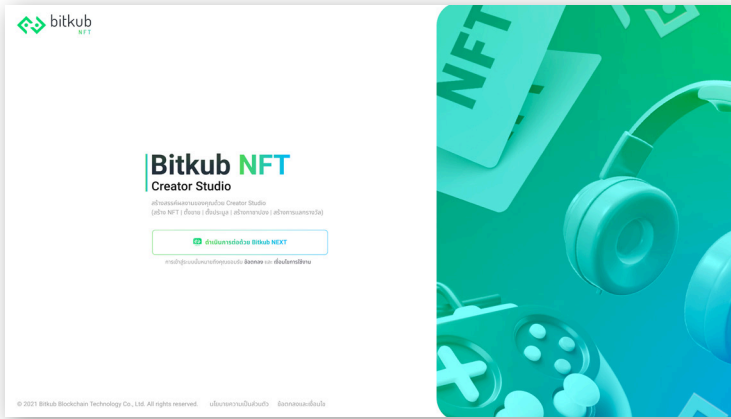 bitkub
NFT
NFT
Bitkub NFT
Creator Studio
สร้างสรรค์ผลงานของคุณด้วย Creator Studio
(สร้าง NFT | ตั้งขาย | ตั้งประมูล | สร้างกาชาปอง | สร้างการแลกรางวัล)
ดำเนินการต่อด้วย Bitkub NEXT
การเข้าสู่ระบบนี้หมายถึงคุณยอมรับ ข้อตกลง และ เงื่อนไขการใช้งาน
© 2021 Bitkub Blockchain Technology Co., Ltd. All rights reserved. นโยบายความเป็นส่วนตัว ข้อตกลงและเงื่อนไข